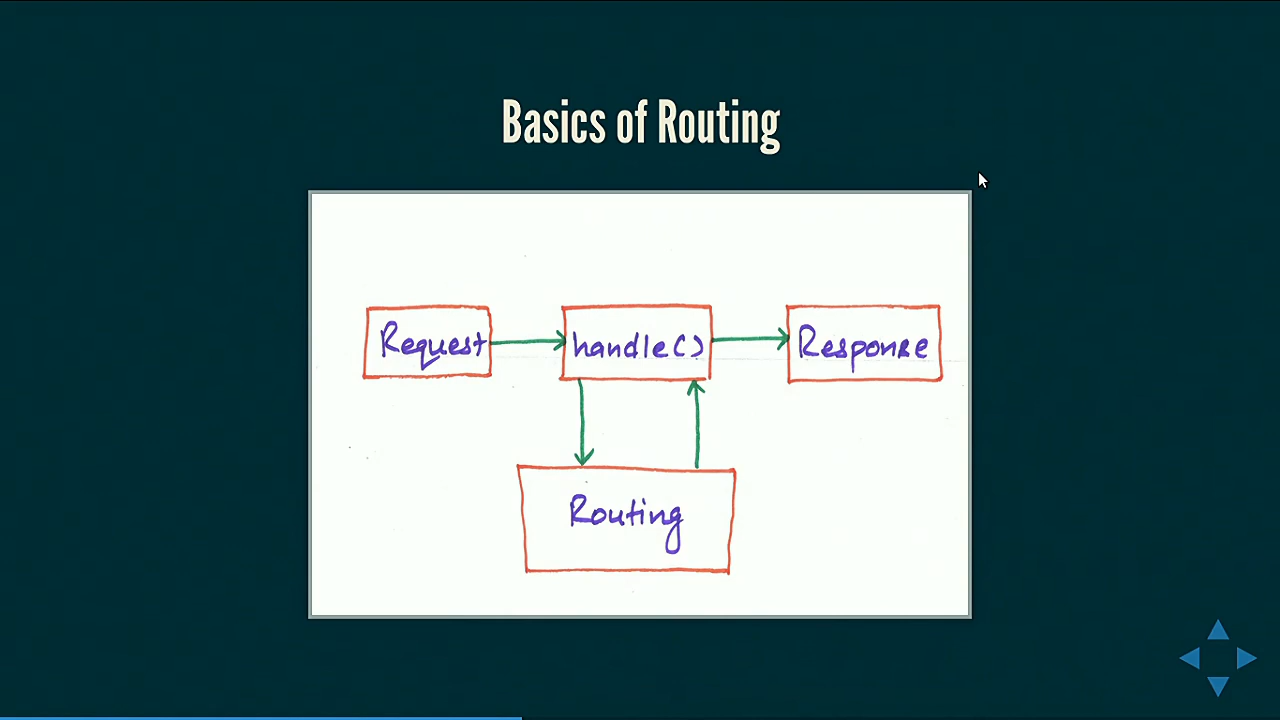 Basics of Routing
Request
handle()
Response
Routing